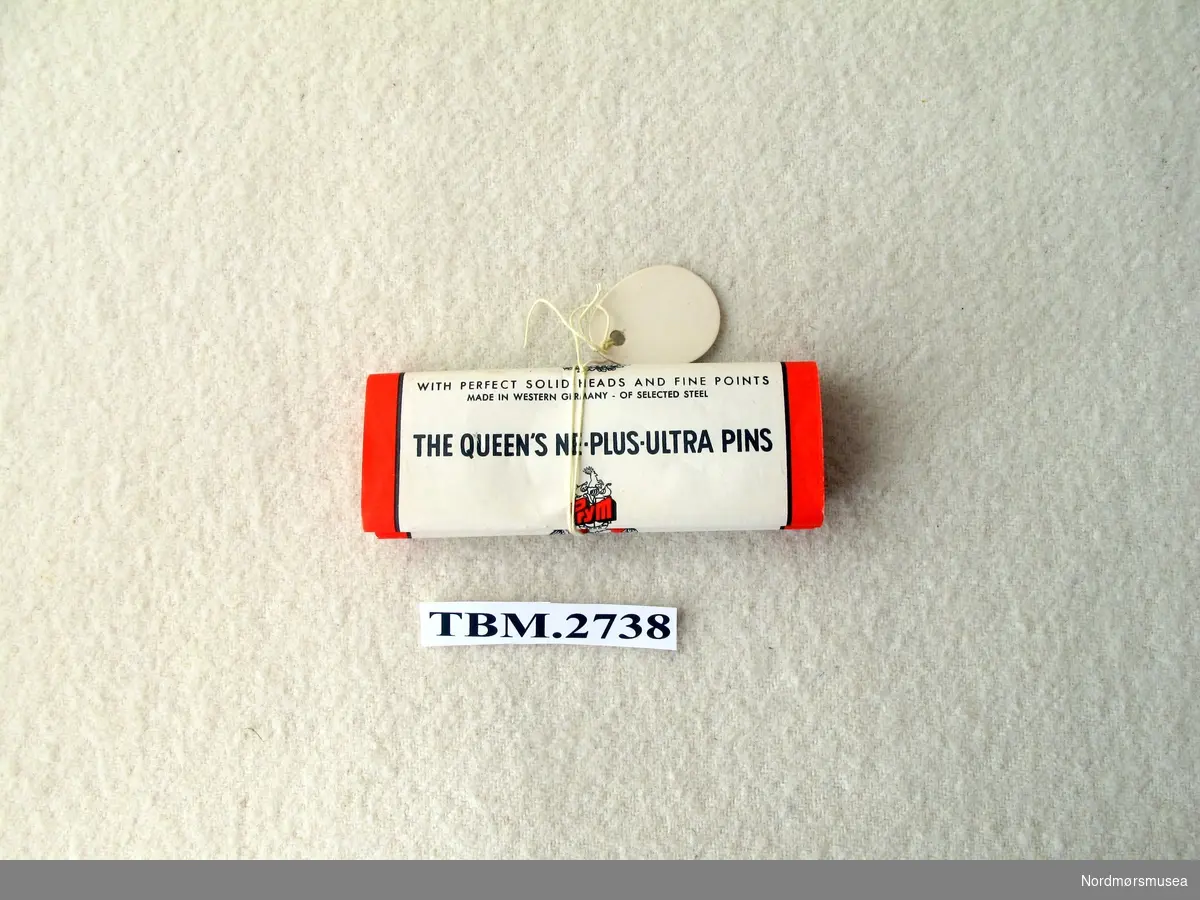 WITH PERFECT SOLID HEADS AND FINE POINTS
MADE IN WESTERN GERMANY - OF SELECTED STEEL
THE QUEEN'S NE-PLUS-ULTRA PINS
Prym
TBM.2738
Nordmørsmusea